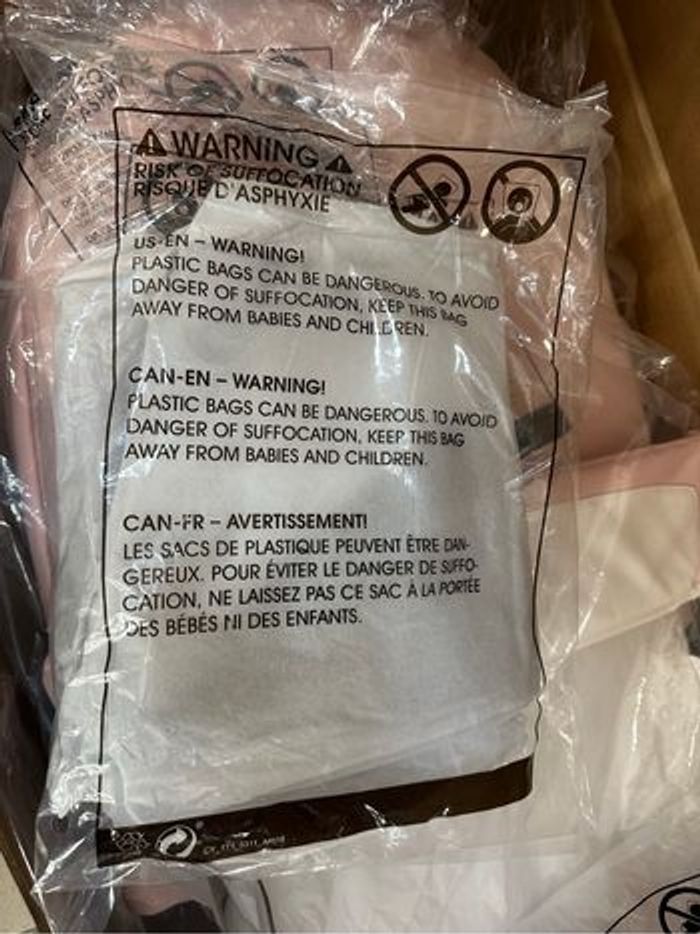 WARNING
RISK OF SUFFOCATION
RISQUE D'ASPHYXIE
US-EN – WARNING!
PLASTIC BAGS CAN BE DANGEROUS. TO AVOID
DANGER OF SUFFOCATION, KEEP THIS BAG
AWAY FROM BABIES AND CHILDREN.
CAN-EN – WARNING!
PLASTIC BAGS CAN BE DANGEROUS. TO AVOID
DANGER OF SUFFOCATION, KEEP THIS BAG
AWAY FROM BABIES AND CHILDREN.
CAN-FR – AVERTISSEMENT!
LES SACS DE PLASTIQUE PEUVENT ÊTRE DAN-
GEREUX. POUR ÉVITER LE DANGER DE SUFFO-
CATION, NE LAISSEZ PAS CE SAC À LA PORTÉE
DES BÉBÉS NI DES ENFANTS.